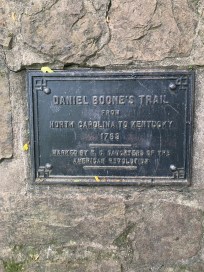 DANIEL BOONE'S TRAIL
FROM
NORTH CAROLINA TO KENTUCKY
1769
MARKED BY N. C. DAUGHTERS OF THE
AMERICAN REVOLUTION